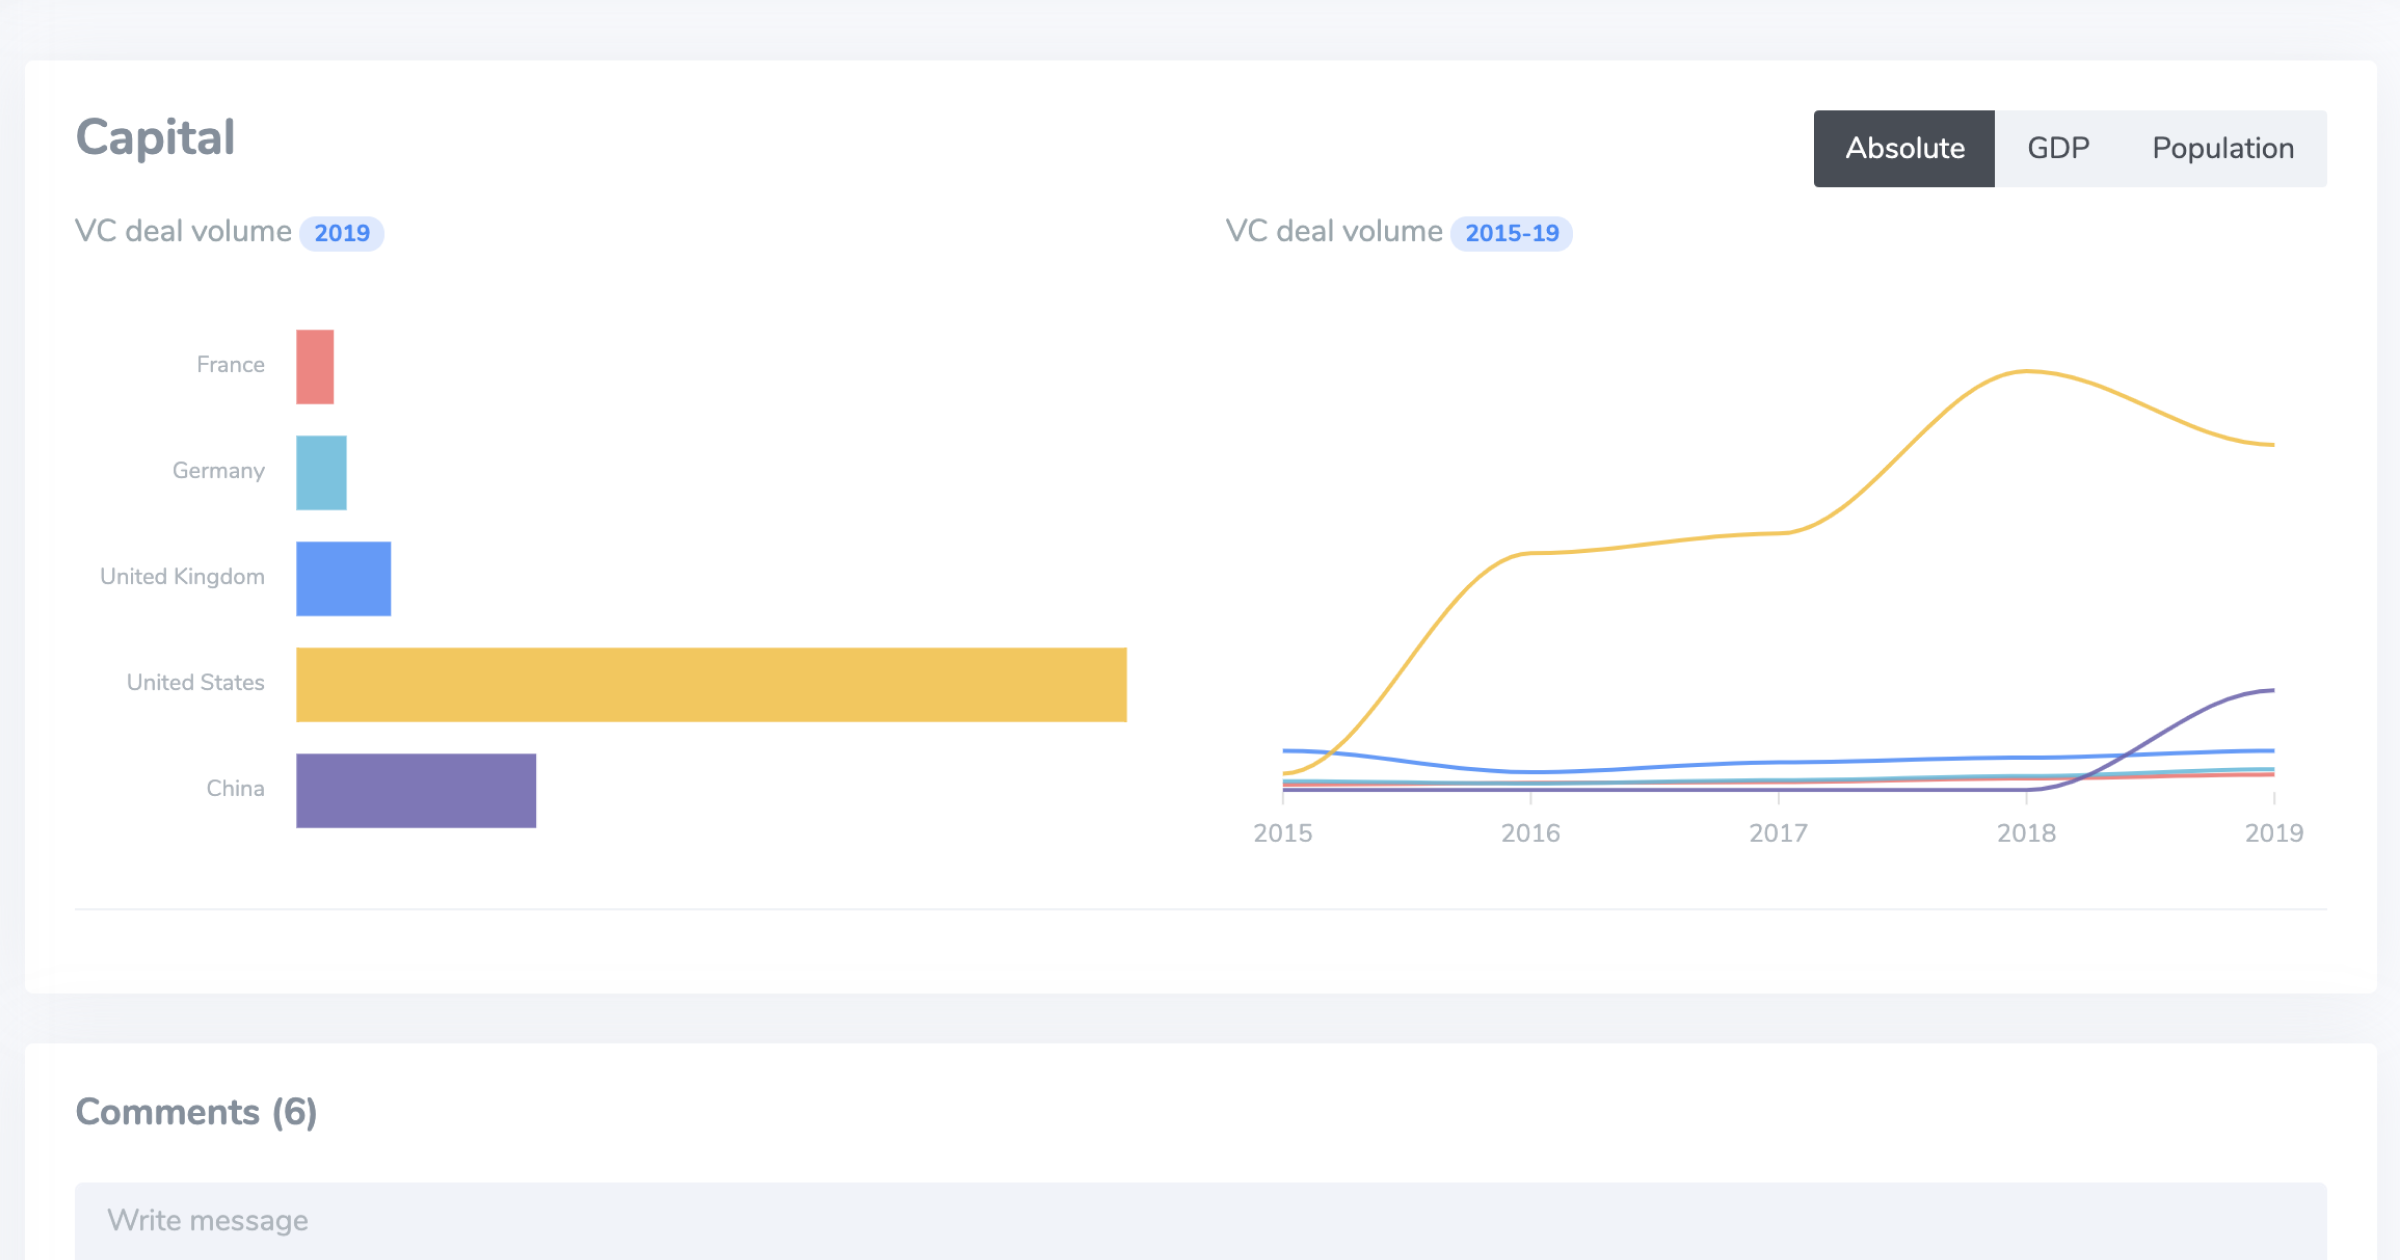 Capital
Absolute GDP Population
VC deal volume 2019
France
Germany
United Kingdom
United States
China
VC deal volume 2015-19
2015 2016 2017 2018 2019
Comments (6)
Write message